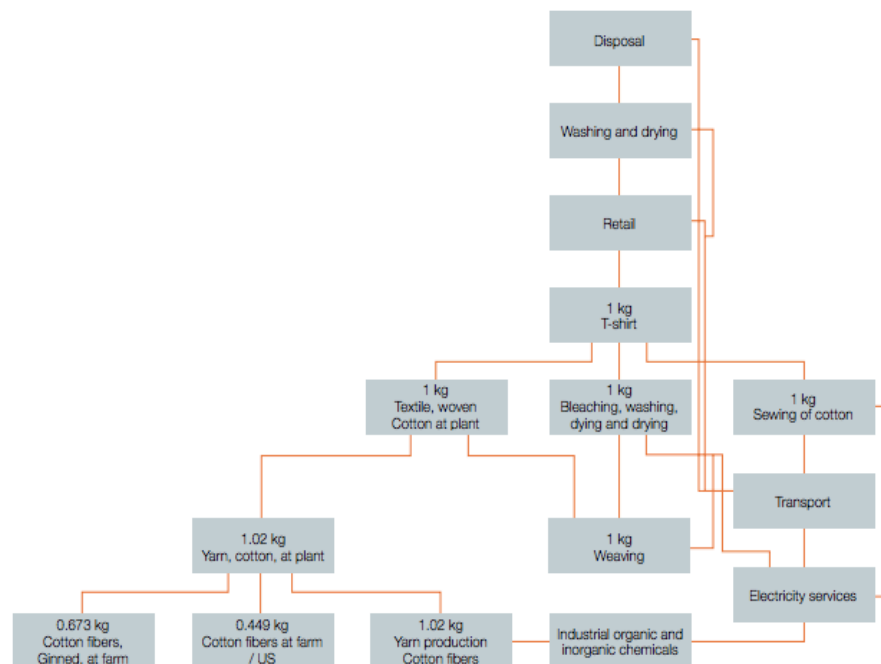 Disposal
Washing and drying
Retail
1 kg
T-shirt
1 kg
Textile, woven
Cotton at plant
1 kg
Bleaching, washing,
dying and drying
1 kg
Sewing of cotton
Transport
1.02 kg
Yarn, cotton, at plant
1 kg
Weaving
Electricity services
0.673 kg
Cotton fibers,
Ginned, at farm
0.449 kg
Cotton fibers at farm
/ US
1.02 kg
Yarn production
Cotton fibers
Industrial organic and
inorganic chemicals